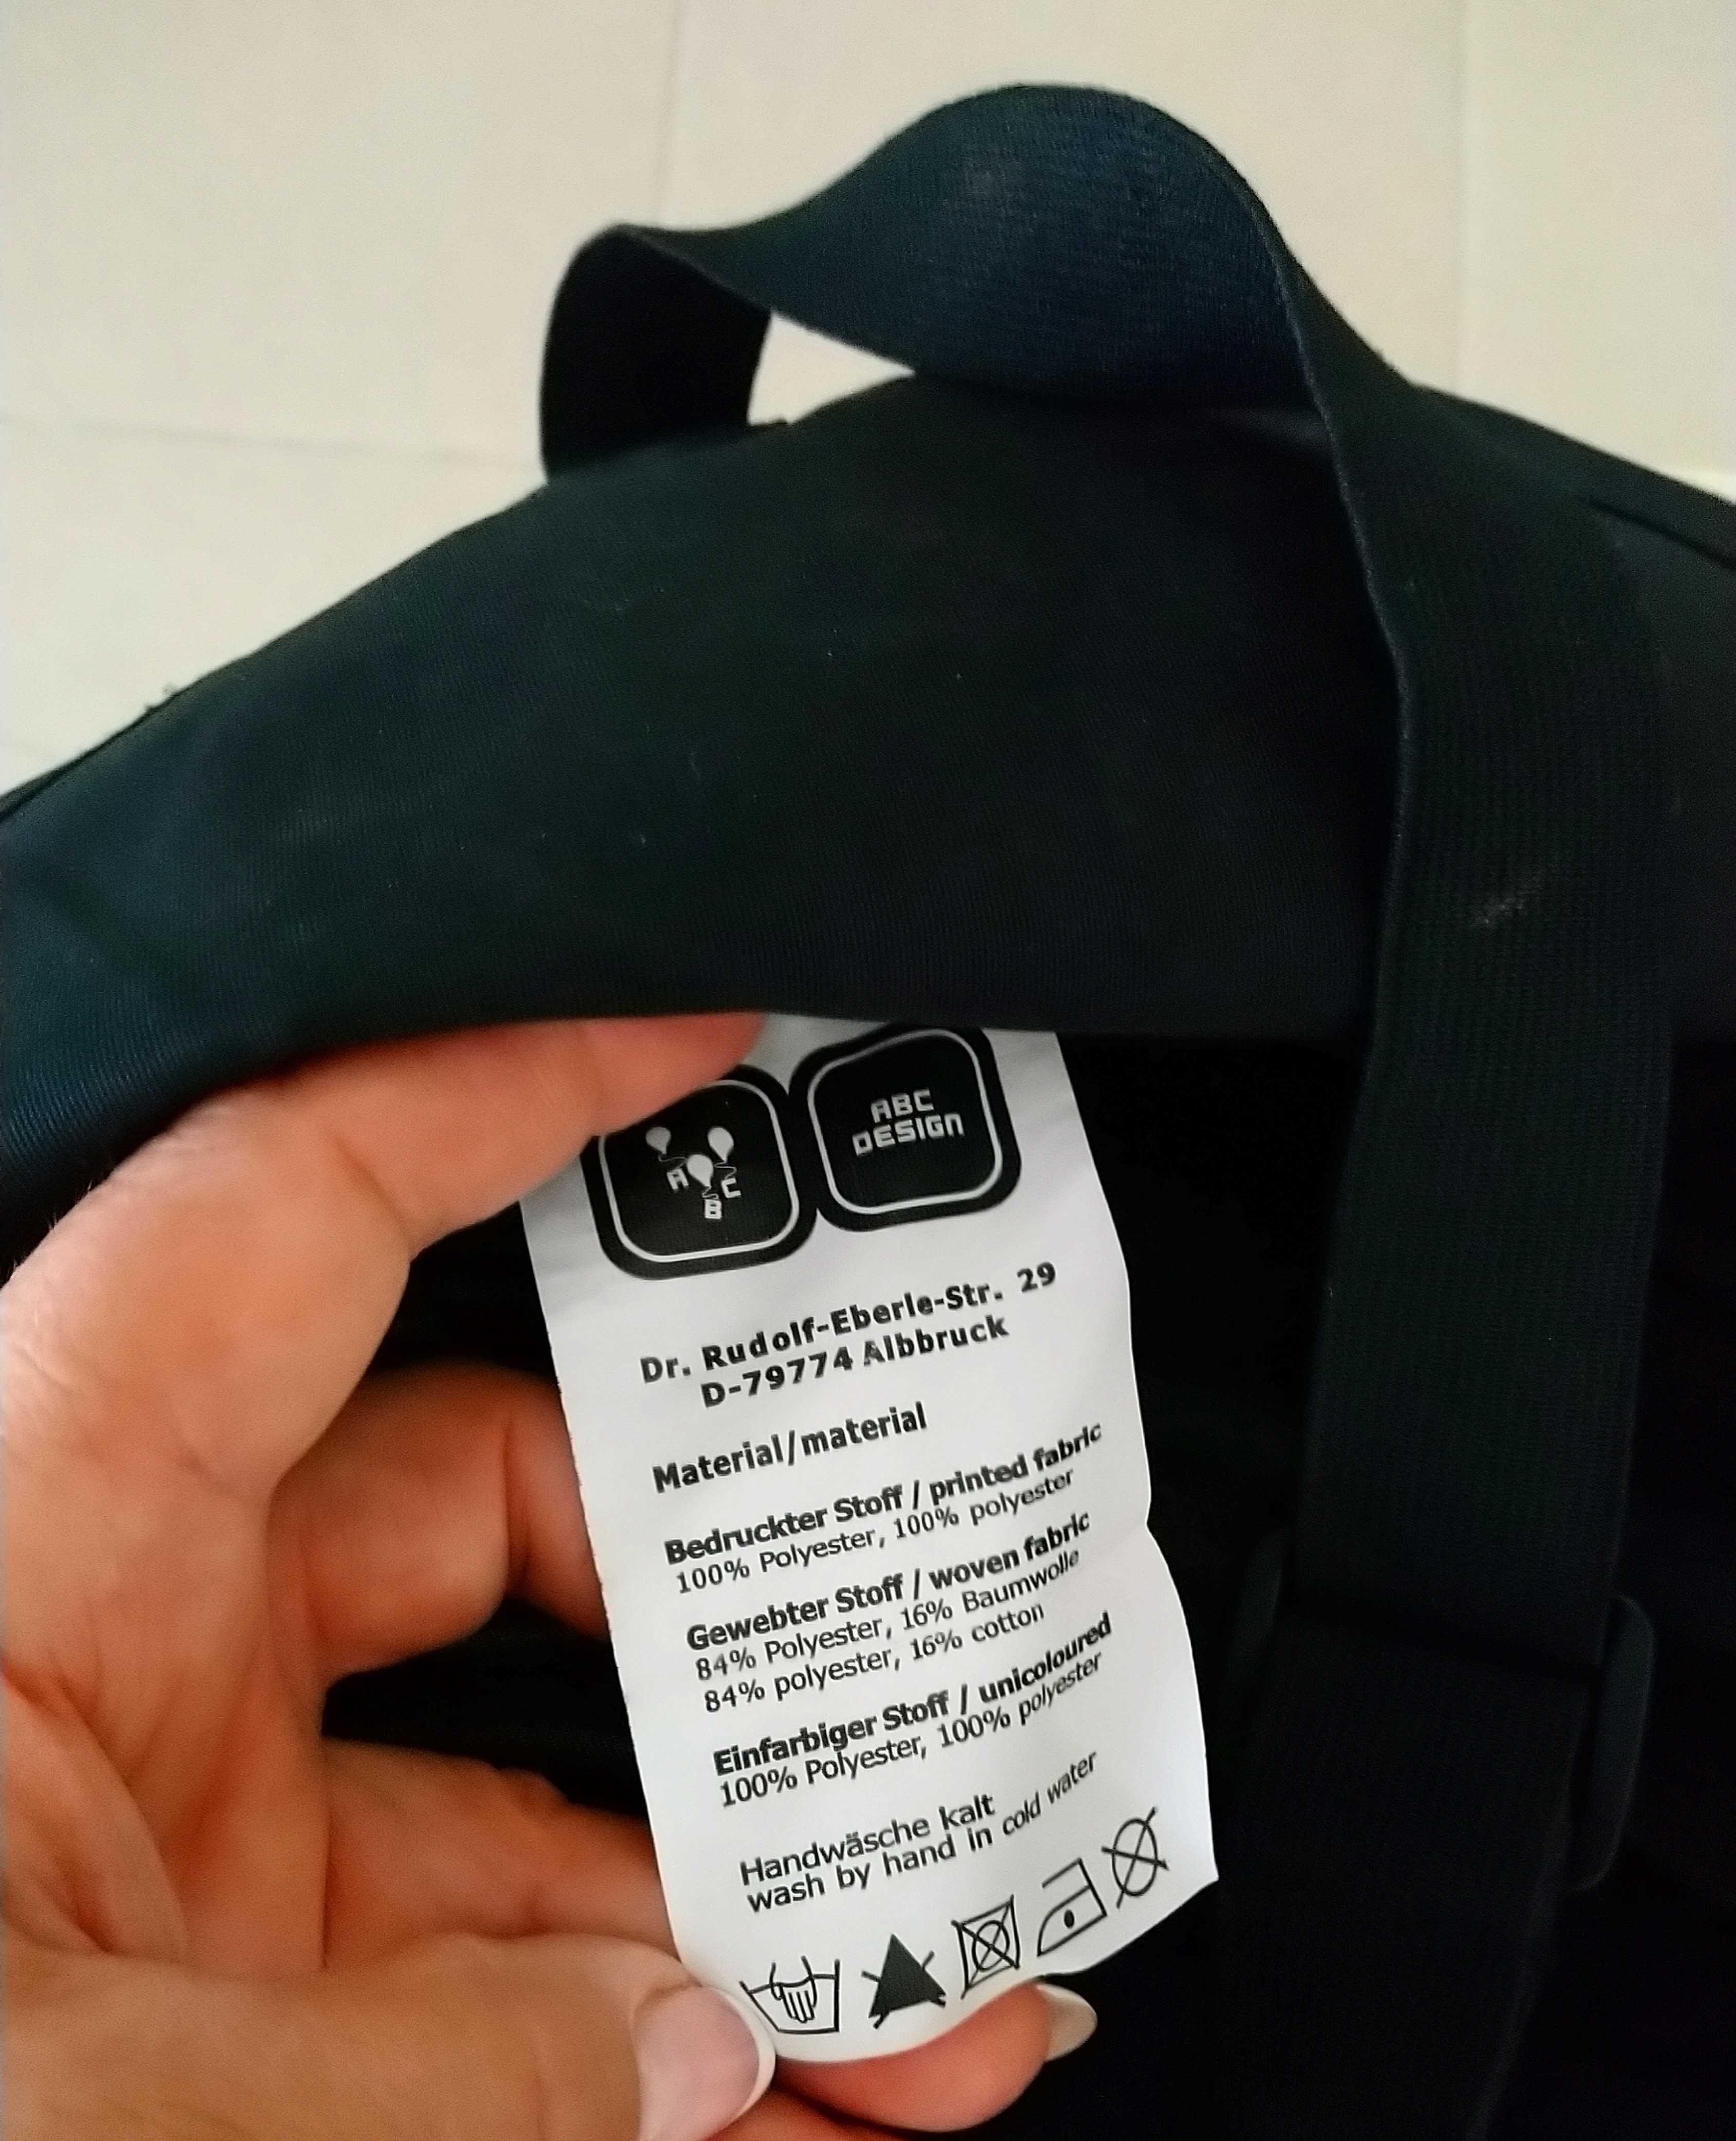 A C
B
ABC
DESIGN
Dr. Rudolf-Eberle-Str. 29
D-79774 Albbruck
Material/material
Bedruckter Stoff / printed fabric
100% Polyester, 100% polyester
Gewebter Stoff / woven fabric
84% Polyester, 16% Baumwolle
84% polyester, 16% cotton
Einfarbiger Stoff / unicoloured
100% Polyester, 100% polyester
Handwäsche kalt
wash by hand in cold water